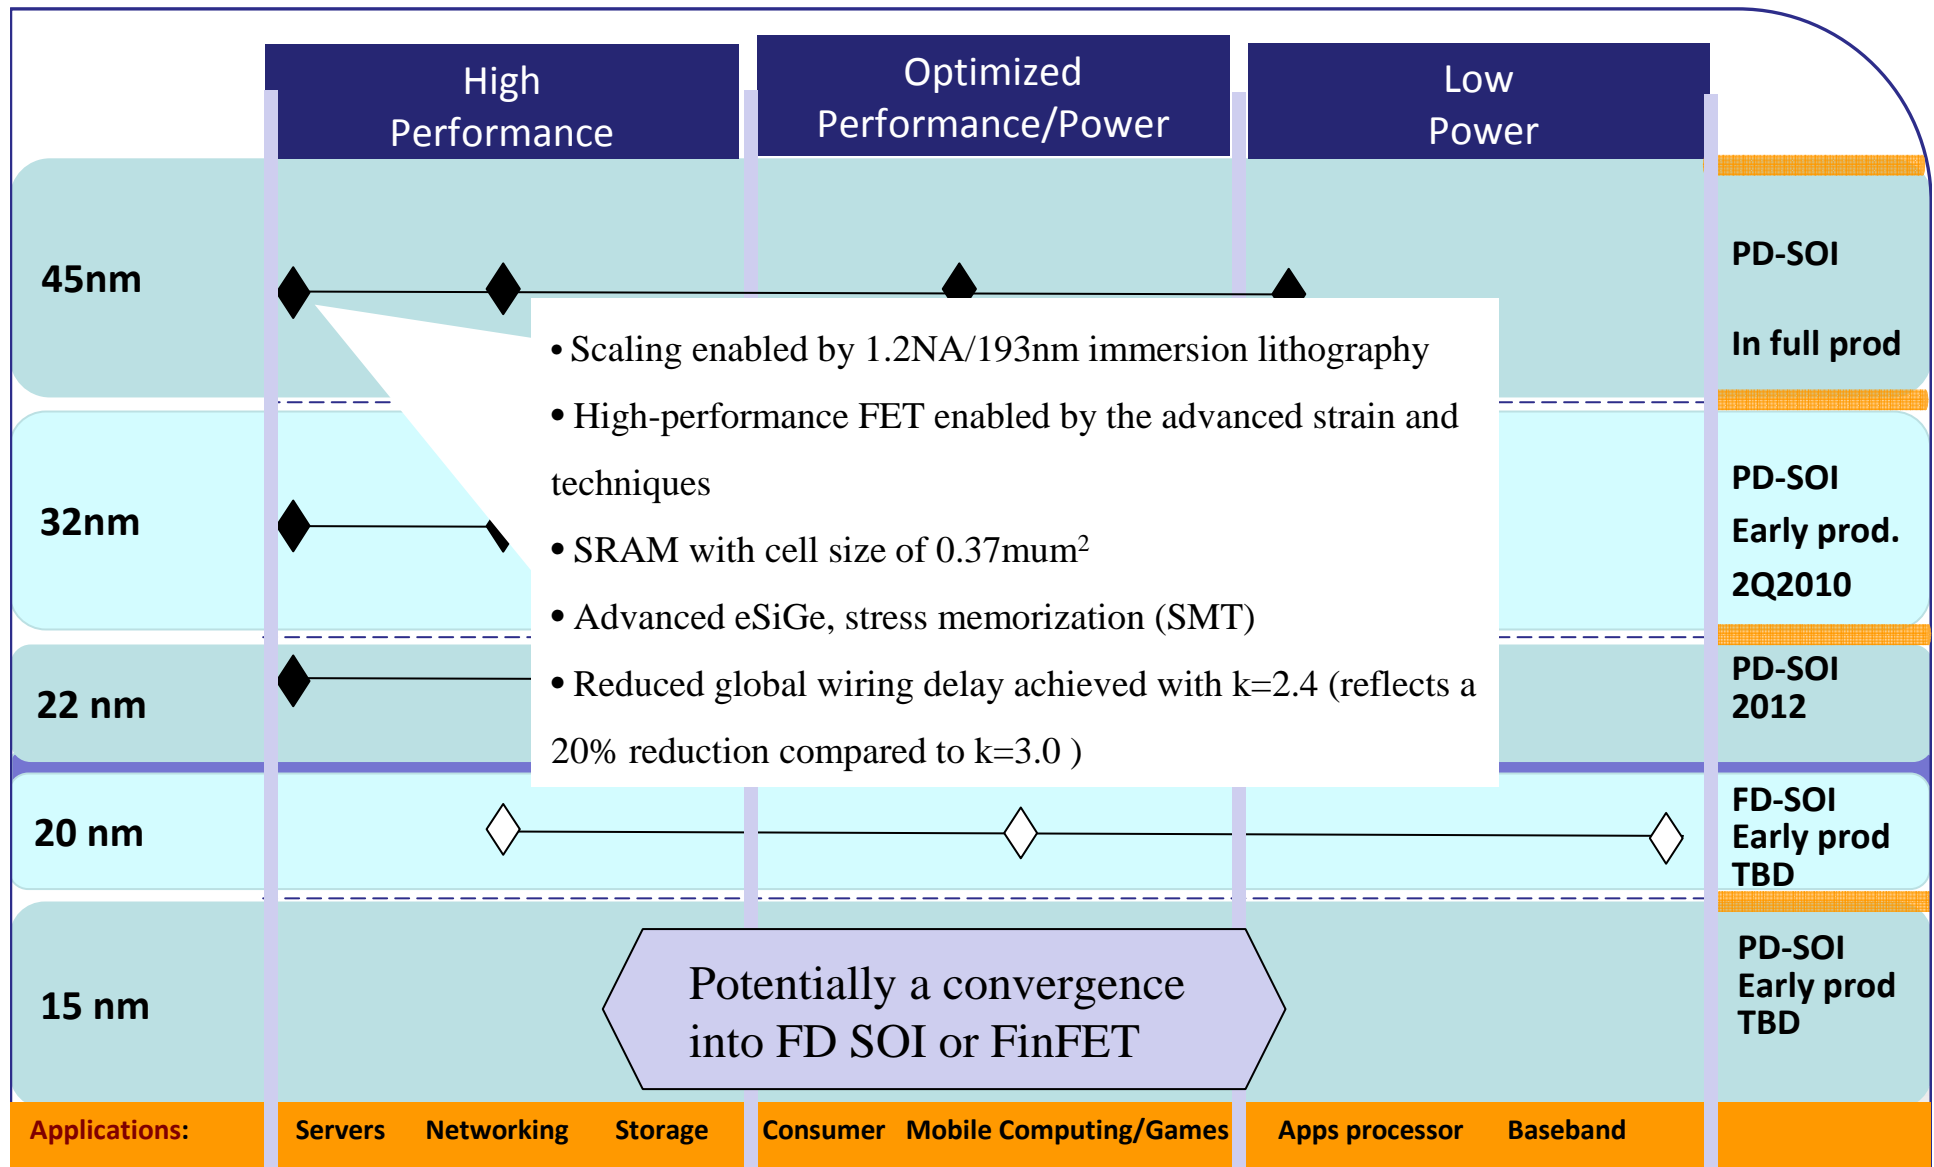 High
Performance
Optimized
Performance/Power
Low
Power
45nm
PD-SOI
In full prod
• Scaling enabled by 1.2NA/193nm immersion lithography
• High-performance FET enabled by the advanced strain and
techniques
• SRAM with cell size of 0.37mum²
• Advanced eSiGe, stress memorization (SMT)
• Reduced global wiring delay achieved with k=2.4 (reflects a
20% reduction compared to k=3.0 )
32nm
PD-SOI
Early prod.
2Q2010
22 nm
PD-SOI
2012
20 nm
FD-SOI
Early prod
TBD
15 nm
Potentially a convergence
into FD SOI or FinFET
PD-SOI
Early prod
TBD
Applications: Servers Networking Storage Consumer Mobile Computing/Games Apps processor Baseband